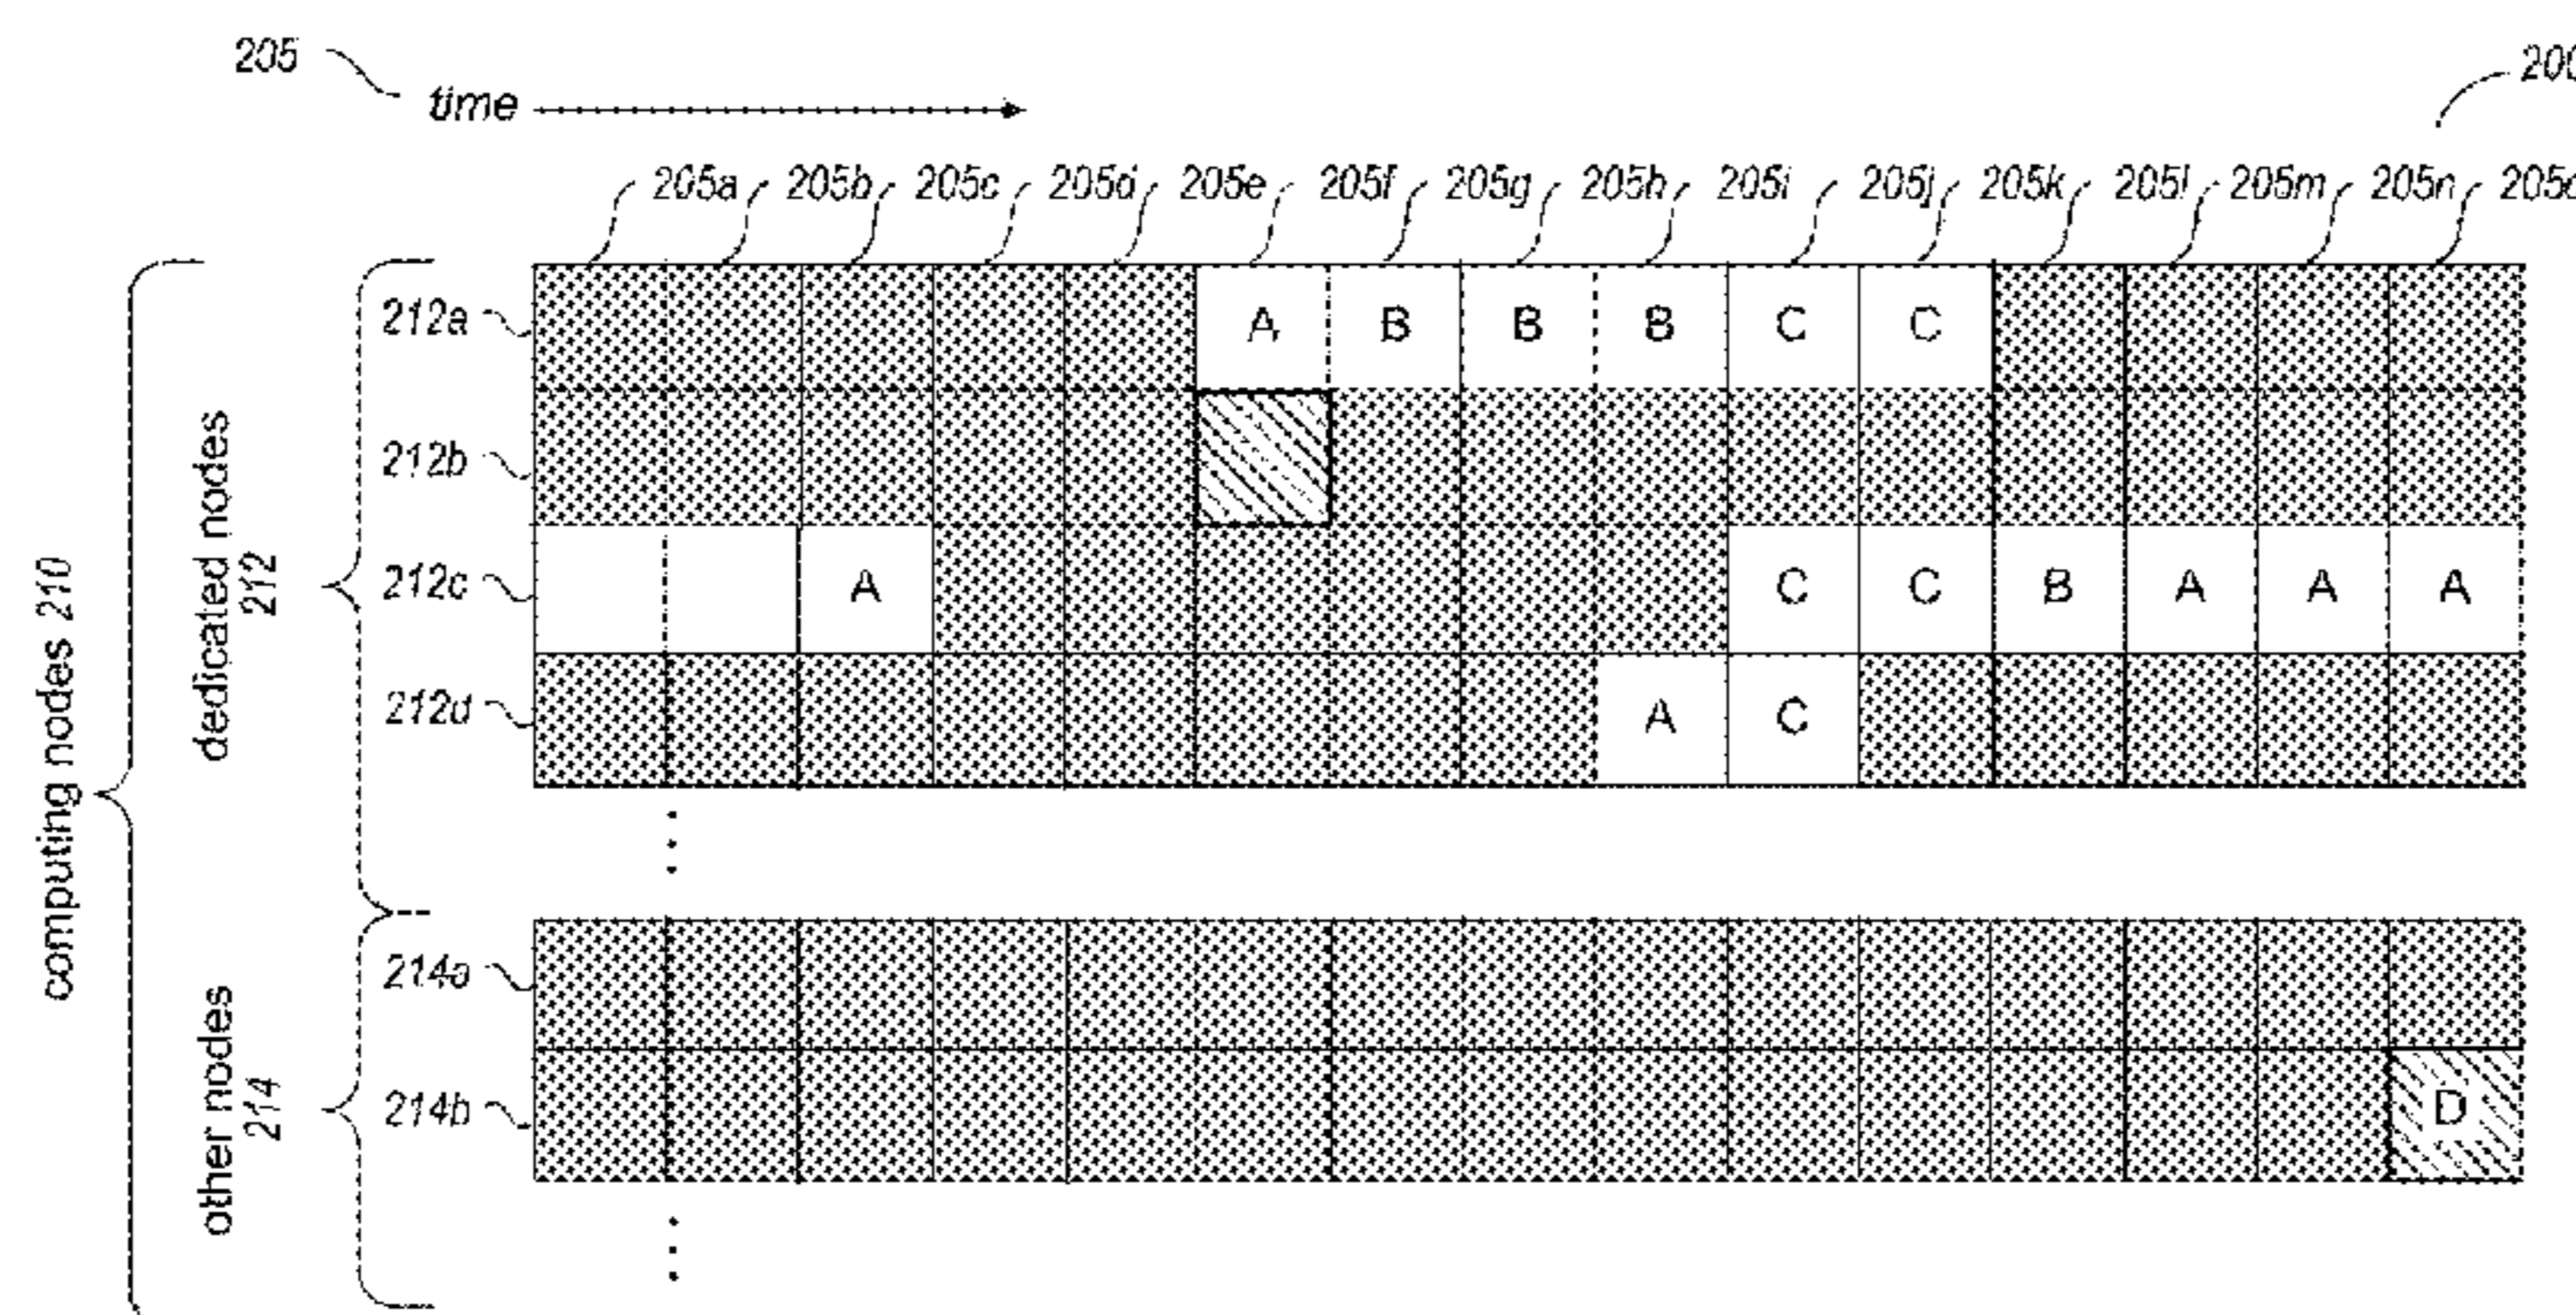 205
time
200
205a 205b 205c 205d 205e 205f 205g 205h 205i 205j 205k 205l 205m 205n
computing nodes 210
dedicated nodes
212
212a
A B B B C C
212b
212c
A C C B A A A
212d
A C
other nodes
214
214a
214b
D